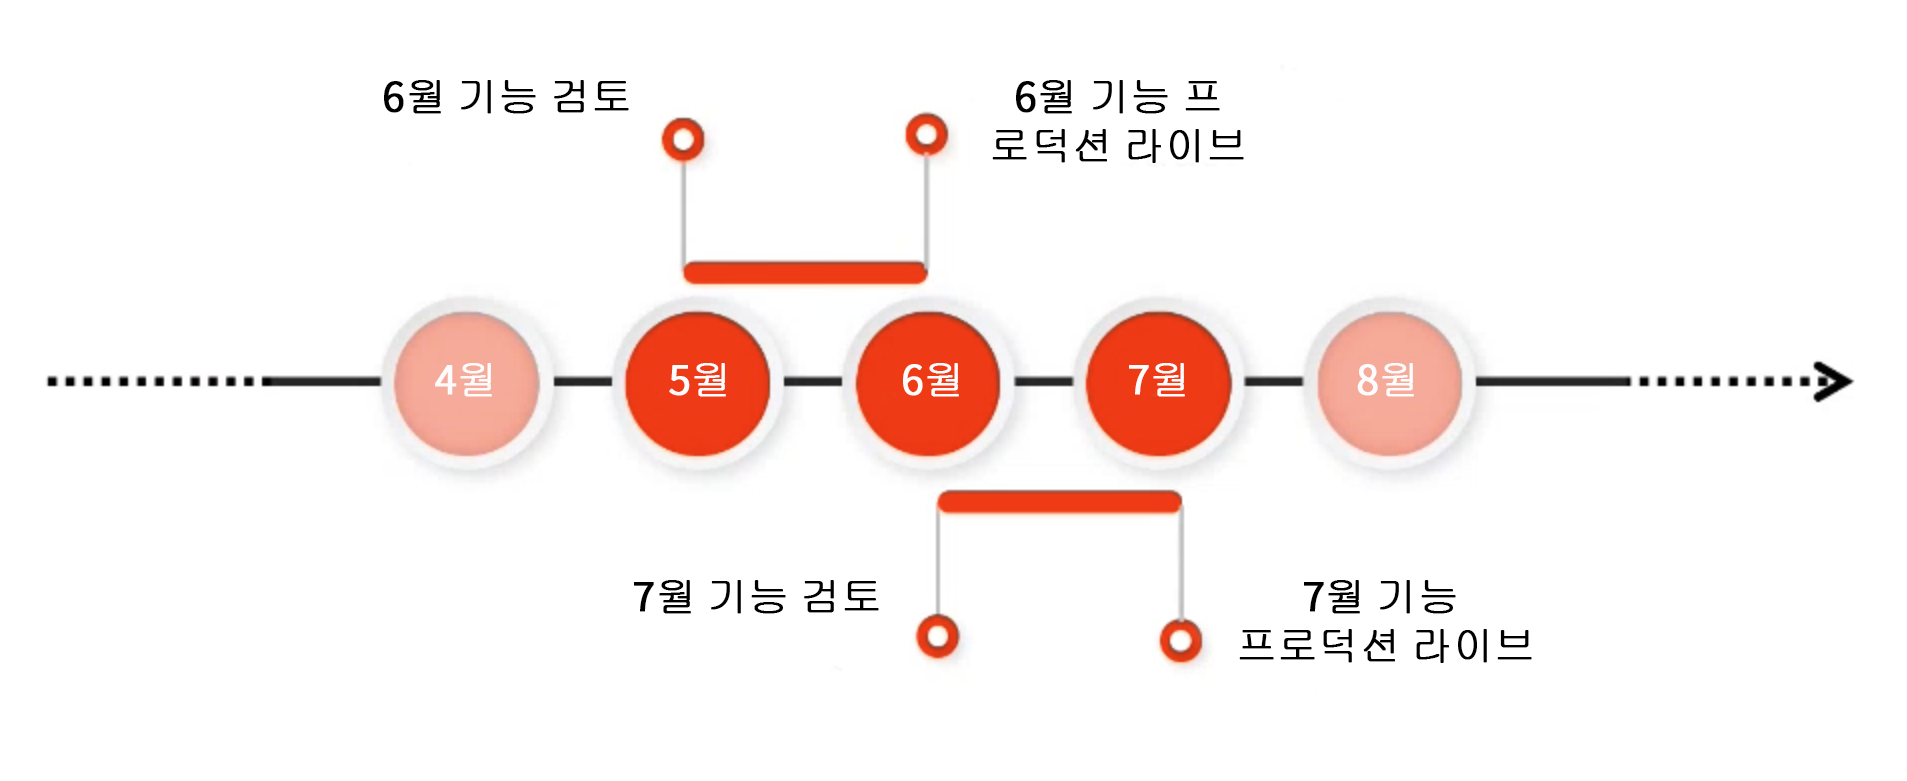 6월 기능 검토
6월 기능 프
로덕션 라이브
4월
5월
6월
7월
8월
7월 기능 검토
7월 기능
프로덕션 라이브